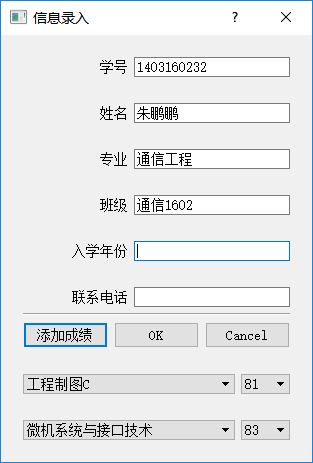 信息录入
学号 1403160232
姓名 朱鹏鹏
专业 通信工程
班级 通信1602
入学年份
联系电话
添加成绩 OK Cancel
工程制图C 81
微机系统与接口技术 83